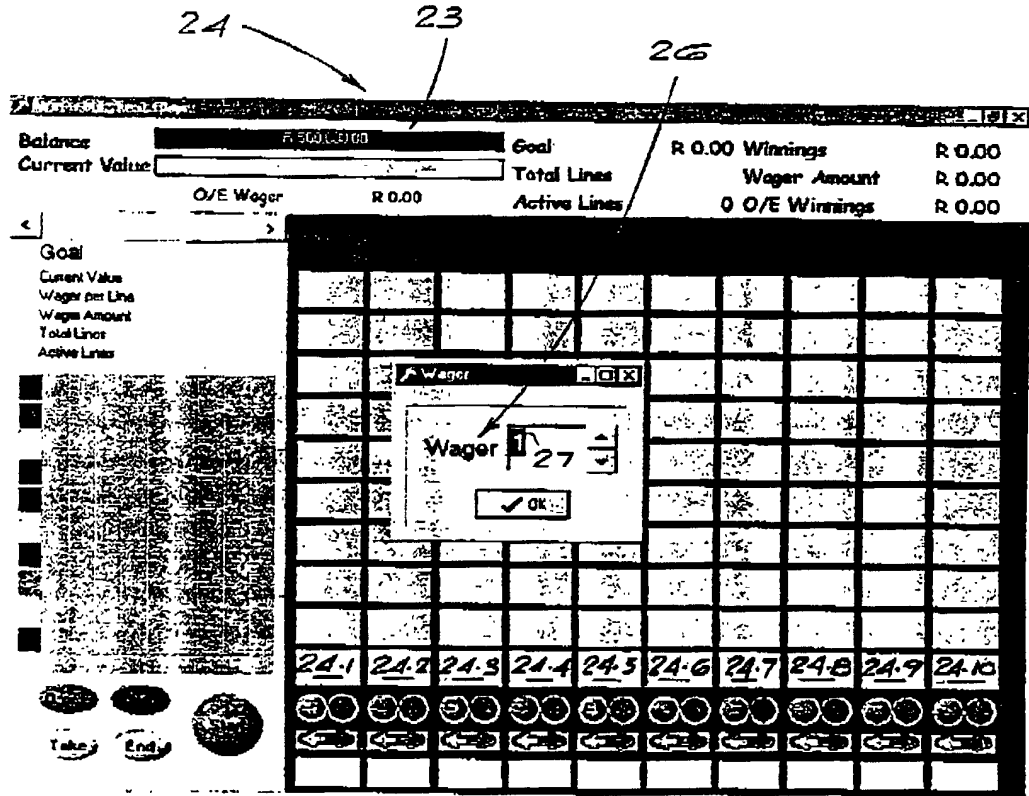 24 23 26
Balance
Goal R 0.00 Winnings R 0.00
Current Value Total Lines Wager Amount R 0.00
O/E Wager R 0.00 Active Lines 0 O/E Winnings R 0.00
< >
Goal
Current Value
Wager per Line
Wager Amount
Total Lines
Active Lines
Wager
Wager 1 27
OK
24.1 24.2 24.3 24.4 24.5 24.6 24.7 24.8 24.9 24.10
Take End